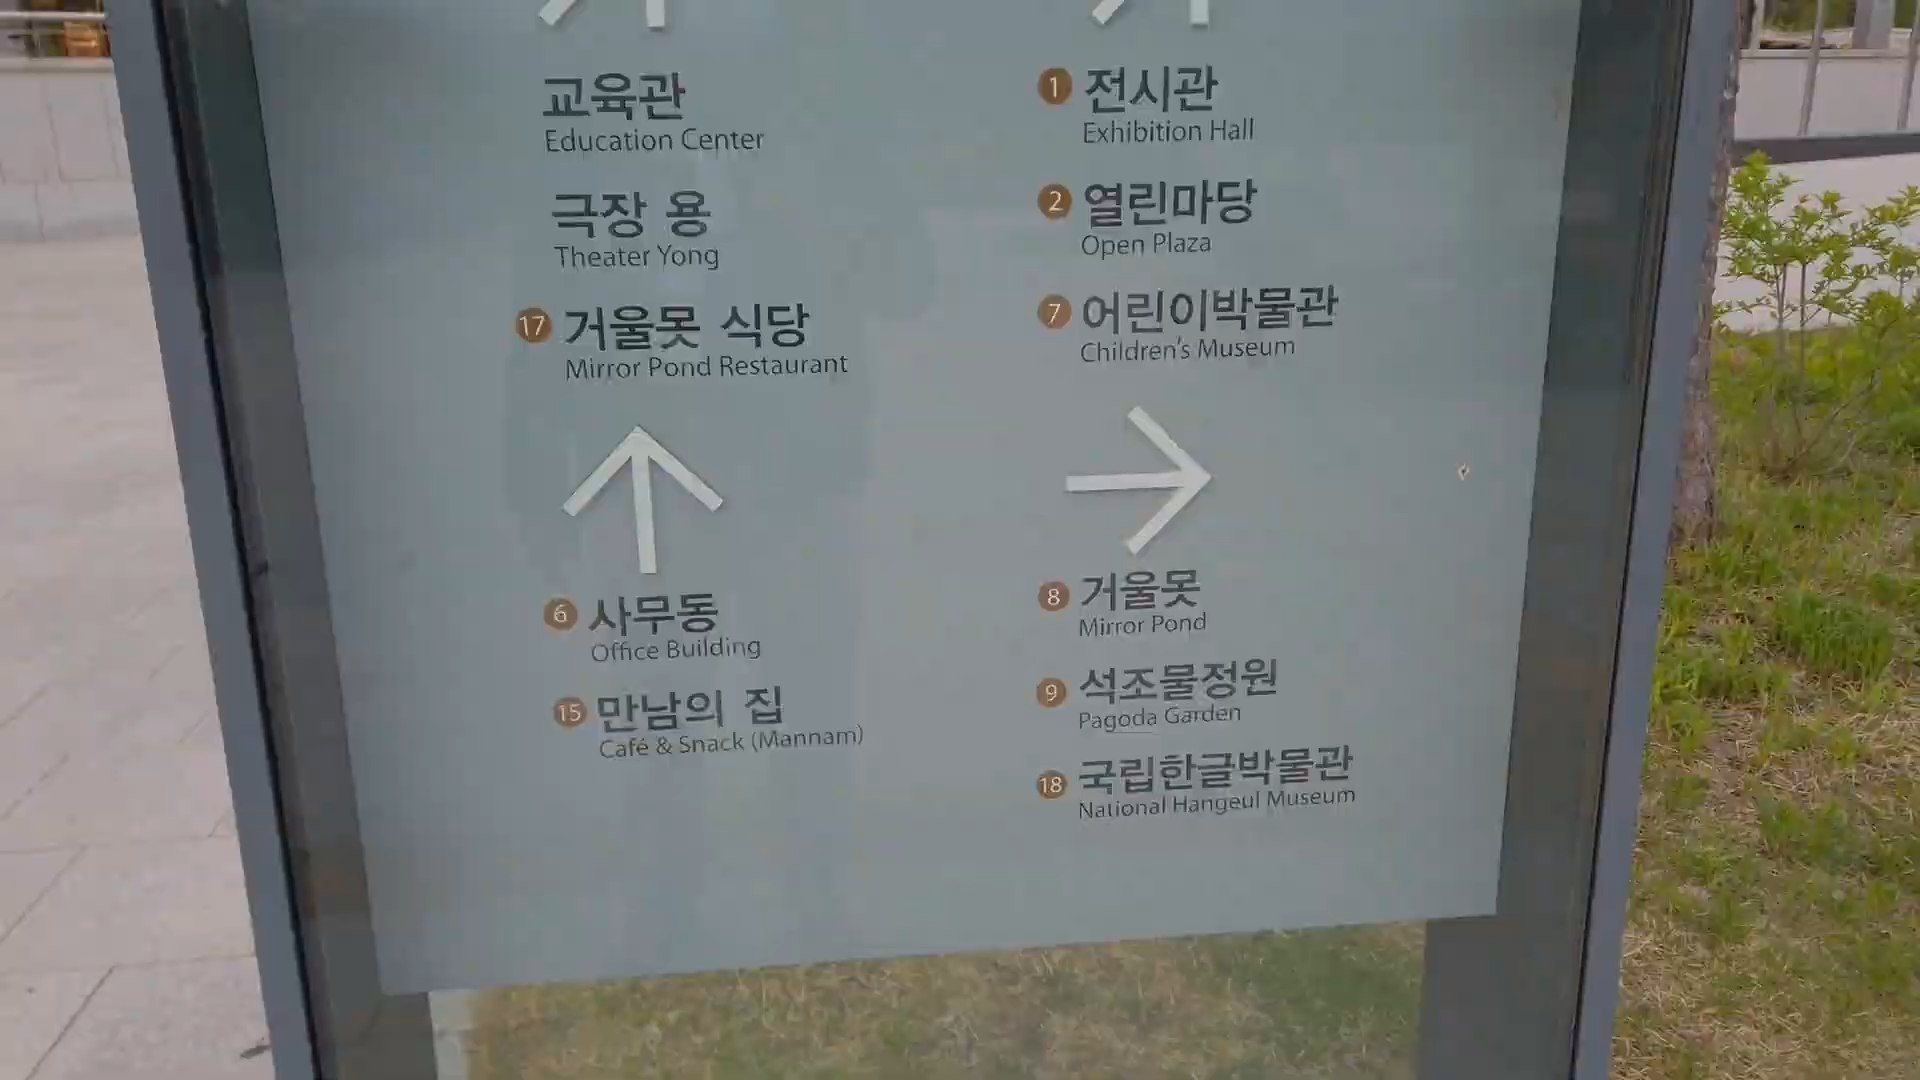 교육관
Education Center
극장 용
Theater Yong
17 거울못 식당
Mirror Pond Restaurant
6 사무동
Office Building
15 만남의 집
Café & Snack (Mannam)
1 전시관
Exhibition Hall
2 열린마당
Open Plaza
7 어린이박물관
Children's Museum
8 거울못
Mirror Pond
9 석조물정원
Pagoda Garden
18 국립한글박물관
National Hangeul Museum